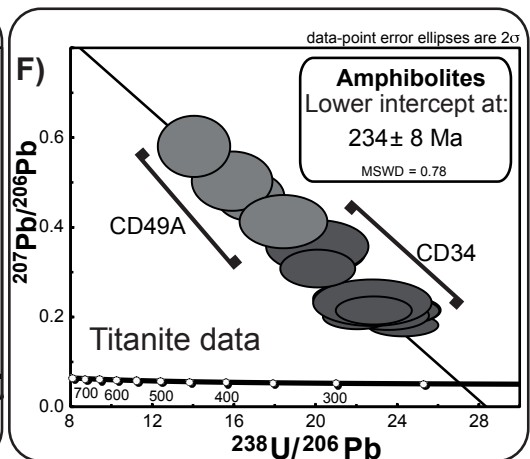 data-point error ellipses are 2σ
F)
Amphibolites
Lower intercept at:
234± 8 Ma
MSWD = 0.78
0.6
0.4
0.2
0.0
207Pb/206Pb
CD49A
CD34
Titanite data
700 600 500 400 300
8 12 16 20 24 28
238U/206Pb